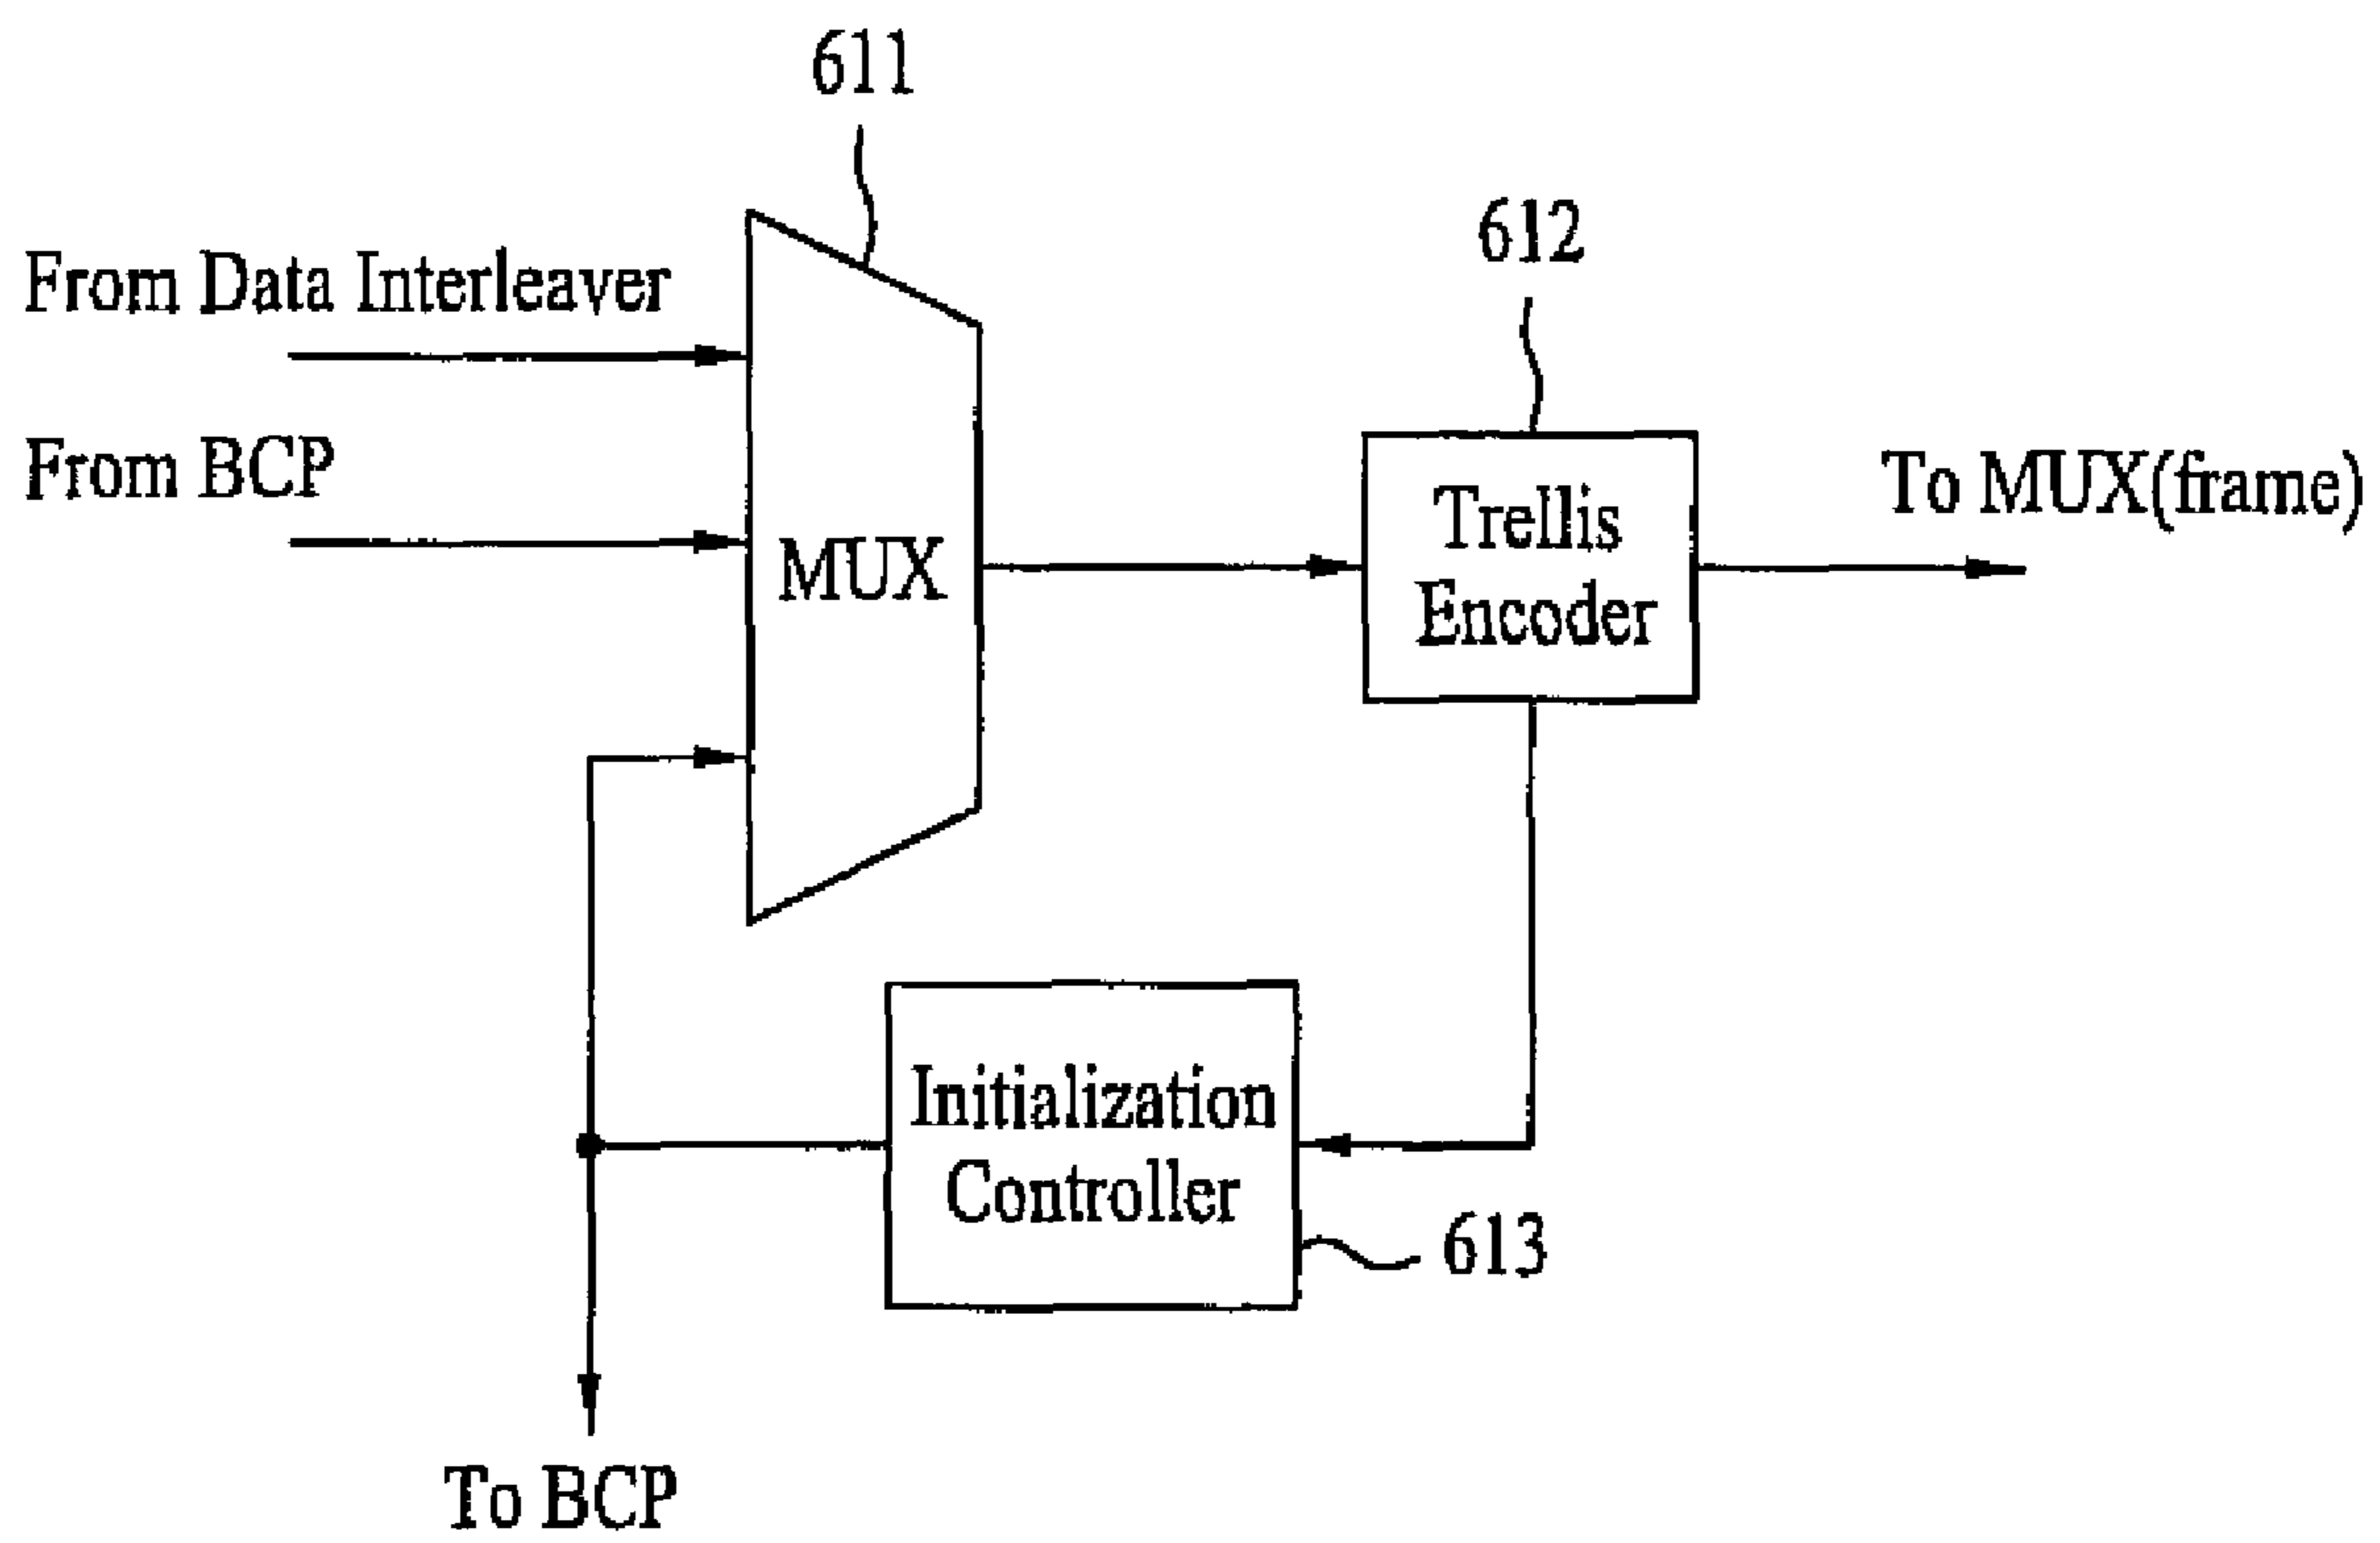 611
612
From Data Interleaver
From BCP
To MUX(frame)
Trellis
Encoder
MUX
Initialization
Controller
613
To BCP